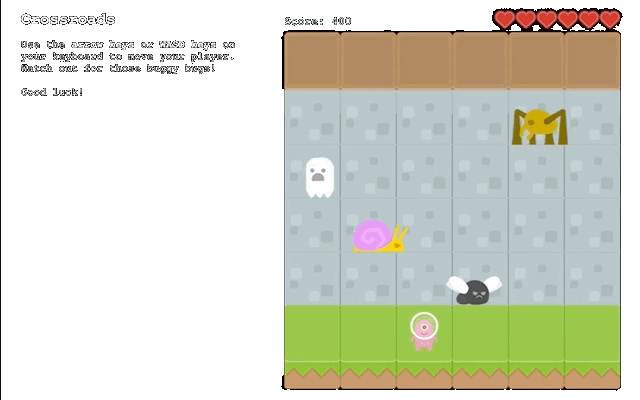 Crossroads
Score: 400
Use the arrow keys or WASD keys on
your keyboard to move your player.
Watch out for those buggy bugs!
Good luck!